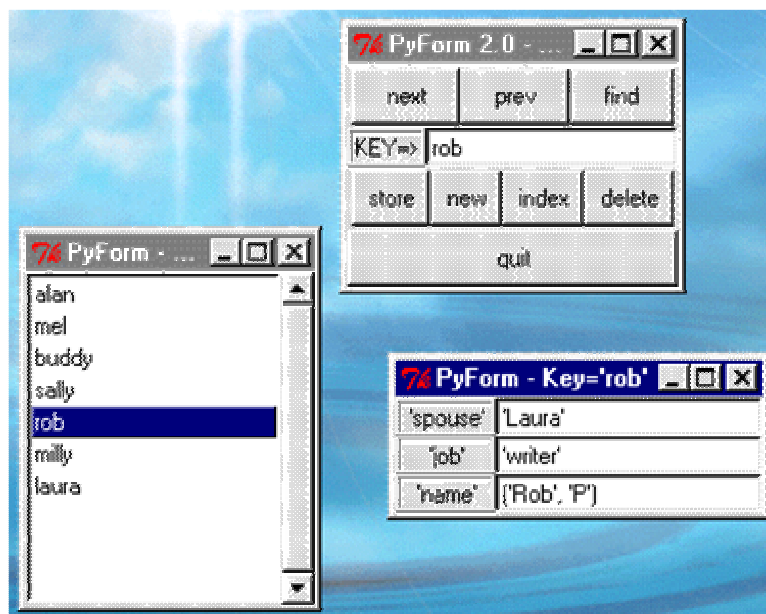 PyForm 2.0 - ...
next prev find
KEY=> rob
store new index delete
quit
PyForm - ...
alan
mel
buddy
sally
rob
milly
laura
PyForm - Key='rob'
'spouse' 'Laura'
'job' 'writer'
'name' ('Rob', 'P')